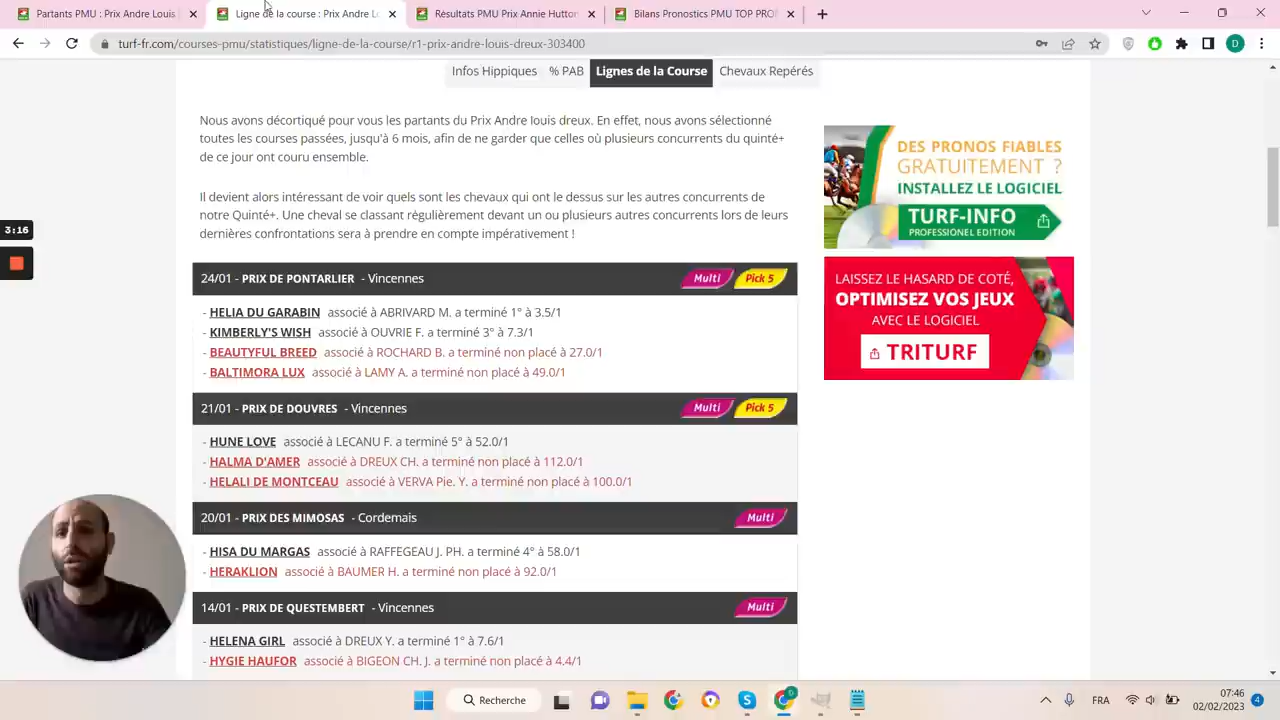 Ligne de la course : Prix Andre L
Pronostics PMU : Prix Andre Iou
Pronostics PMU : Prix Hutton
Bilan des Pronostics PMU TOP PRO
turf-fr.com/courses-pmu/statistiques/lignes-de-la-course/r1-prix-andre-louis-dreux-303400
D
Infos Hippiques
% PAB
Lignes de la Course
Chevaux Repérés
Nous avons décortiqué pour vous les partants du Prix Andre louis dreux. En effet, nous avons sélectionné
toutes les courses passées, jusqu'à 6 mois, afin de ne garder que celles où plusieurs concurrents du quinté+
de ce jour ont couru ensemble.
Il devient alors intéressant de voir quels sont les chevaux qui ont le dessus sur les autres concurrents de
notre Quinté+. Une cheval se classant régulièrement devant un ou plusieurs autres concurrents lors de leurs
dernières confrontations sera à prendre en compte impérativement !
DES PRONOS FIABLES
GRATUITEMENT ?
INSTALLEZ LE LOGICIEL
TURF-INFO
PROFESSIONEL EDITION
3:16
LAISSEZ LE HASARD DE COTÉ,
OPTIMISEZ VOS JEUX
AVEC LE LOGICIEL
TRITURF
24/01 - PRIX DE PONTARLIER - Vincennes Multi Pick 5
- HELIA DU GARABIN associé à ABRIVARD M. a terminé 1° à 3.5/1
- KIMBERLY'S WISH associé à OUVRIE F. a terminé 3° à 7.3/1
- BEAUTYFUL BREED associé à ROCHARD B. a terminé non placé à 27.0/1
- BALTIMORA LUX associé à LAMY A. a terminé non placé à 49.0/1
21/01 - PRIX DE DOUVRES - Vincennes Multi Pick 5
- HUNE LOVE associé à LECANU F. a terminé 5° à 52.0/1
- HALMA D'AMER associé à DREUX CH. a terminé non placé à 112.0/1
- HELALI DE MONTCEAU associé à VERVA Pie. Y. a terminé non placé à 100.0/1
20/01 - PRIX DES MIMOSAS - Cordemais Multi
- HISA DU MARGAS associé à RAFFEGEAU J. PH. a terminé 4° à 58.0/1
- HERAKLION associé à BAUMER H. a terminé non placé à 92.0/1
14/01 - PRIX DE QUESTEMBERT - Vincennes Multi
- HELENA GIRL associé à DREUX Y. a terminé 1° à 7.6/1
- HYGIE HAUFOR associé à BIGEON CH. J. a terminé non placé à 4.4/1
Recherche
FRA
07:46
02/02/2023
4